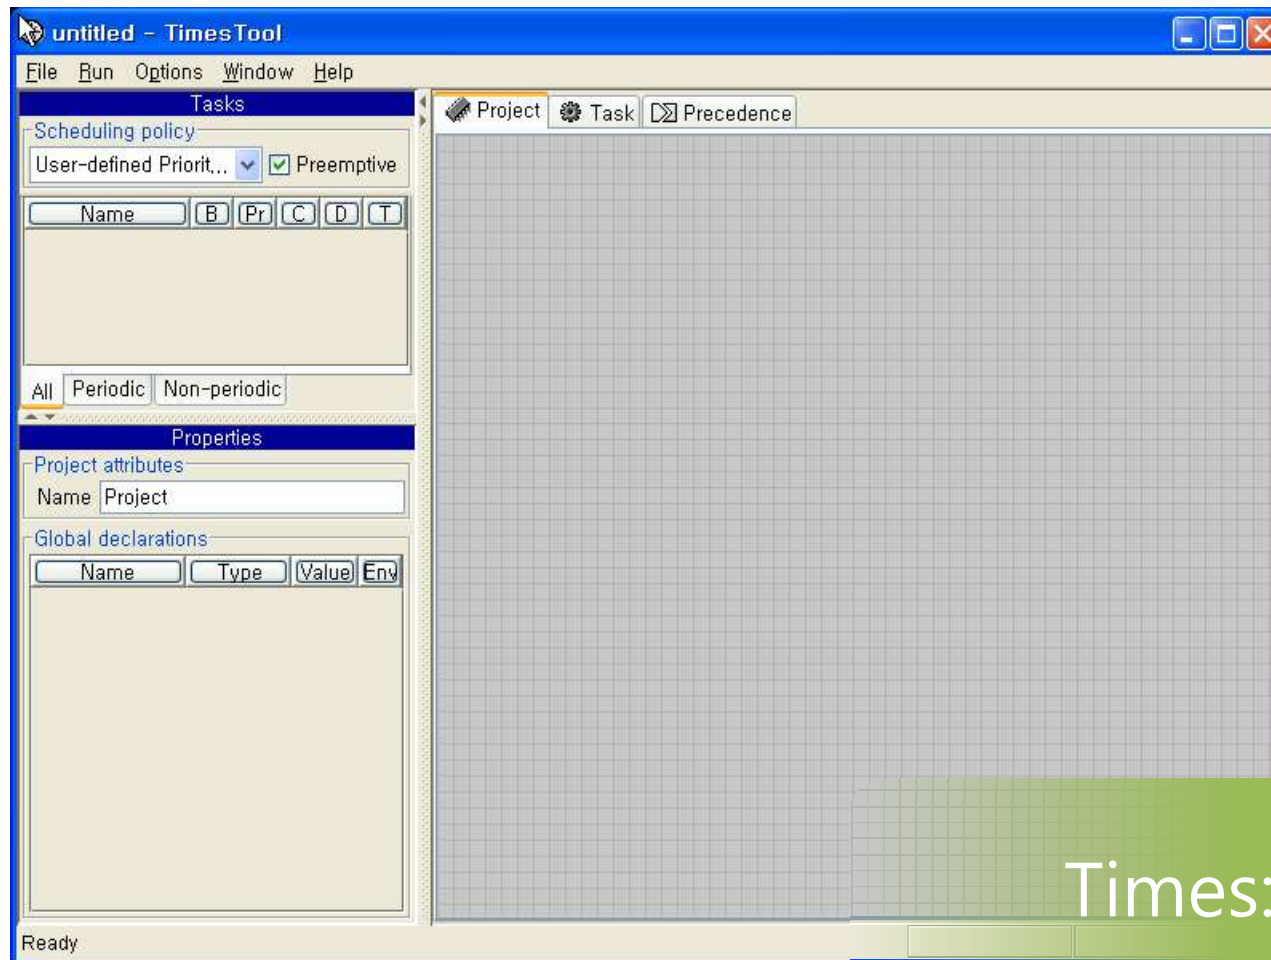 untitled - TimesTool
File Run Options Window Help
Tasks
Scheduling policy
User-defined Priorit... Preemptive
Name B Pr C D T
All Periodic Non-periodic
Properties
Project attributes
Name Project
Global declarations
Name Type Value Env
Project Task Precedence
Times:
Ready